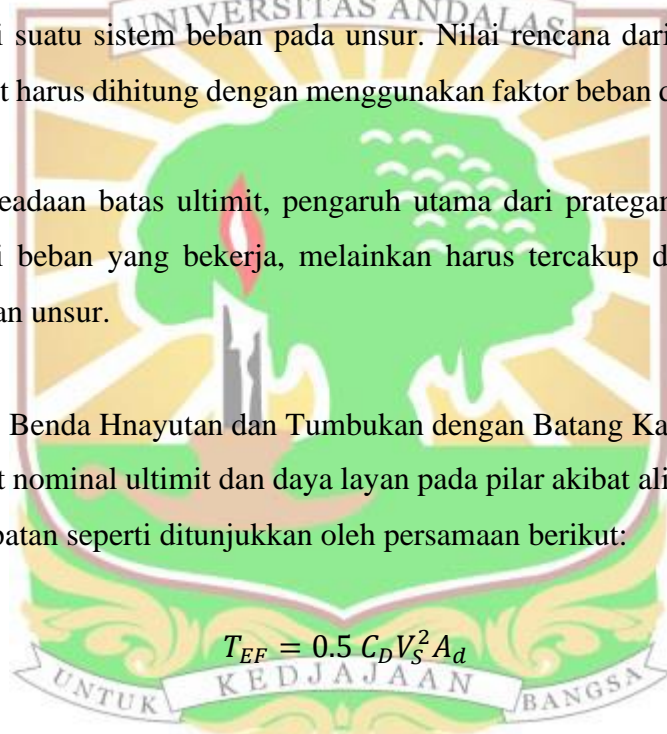 UNIVERSITAS ANDALAS
i suatu sistem beban pada unsur. Nilai rencana dari
t harus dihitung dengan menggunakan faktor beban
eadaan batas ultimit, pengaruh utama dari prategan
i beban yang bekerja, melainkan harus tercakup d
an unsur.
Benda Hnayutan dan Tumbukan dengan Batang Ka
t nominal ultimit dan daya layan pada pilar akibat ali
batan seperti ditunjukkan oleh persamaan berikut:
T_{EF} = 0.5 C_D V_S^2 A_d
UNTUK KEDJAJAAN BANGSA